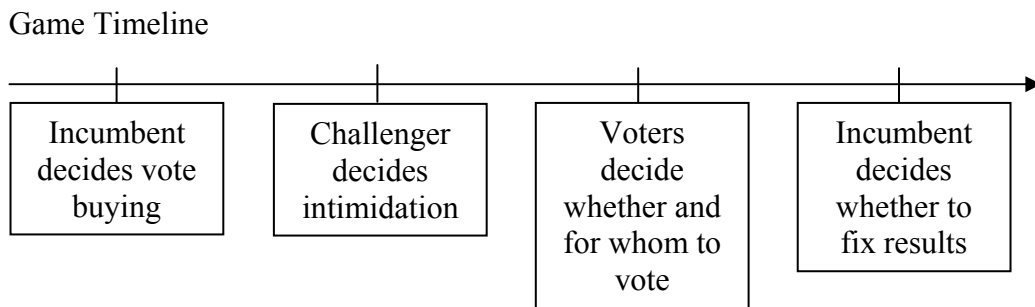 Game Timeline
Incumbent
decides vote
buying
Challenger
decides
intimidation
Voters
decide
whether and
for whom to
vote
Incumbent
decides
whether to
fix results